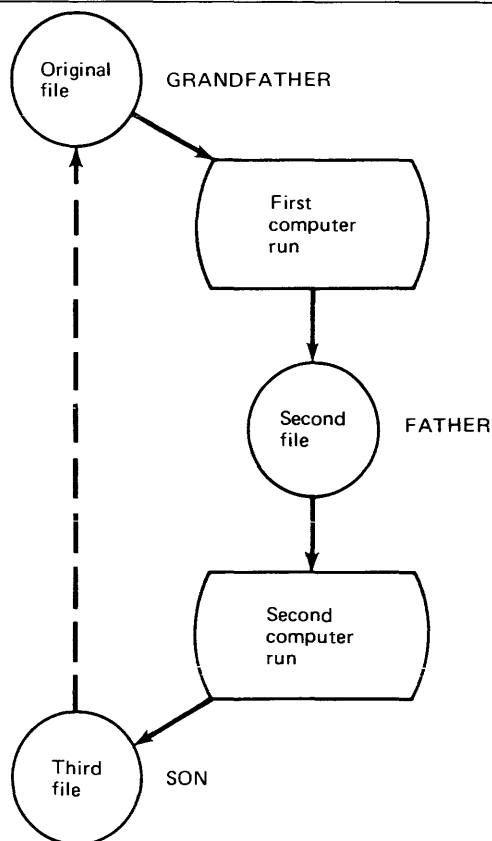 Original
file
GRANDFATHER
First
computer
run
Second
file
FATHER
Second
computer
run
Third
file
SON